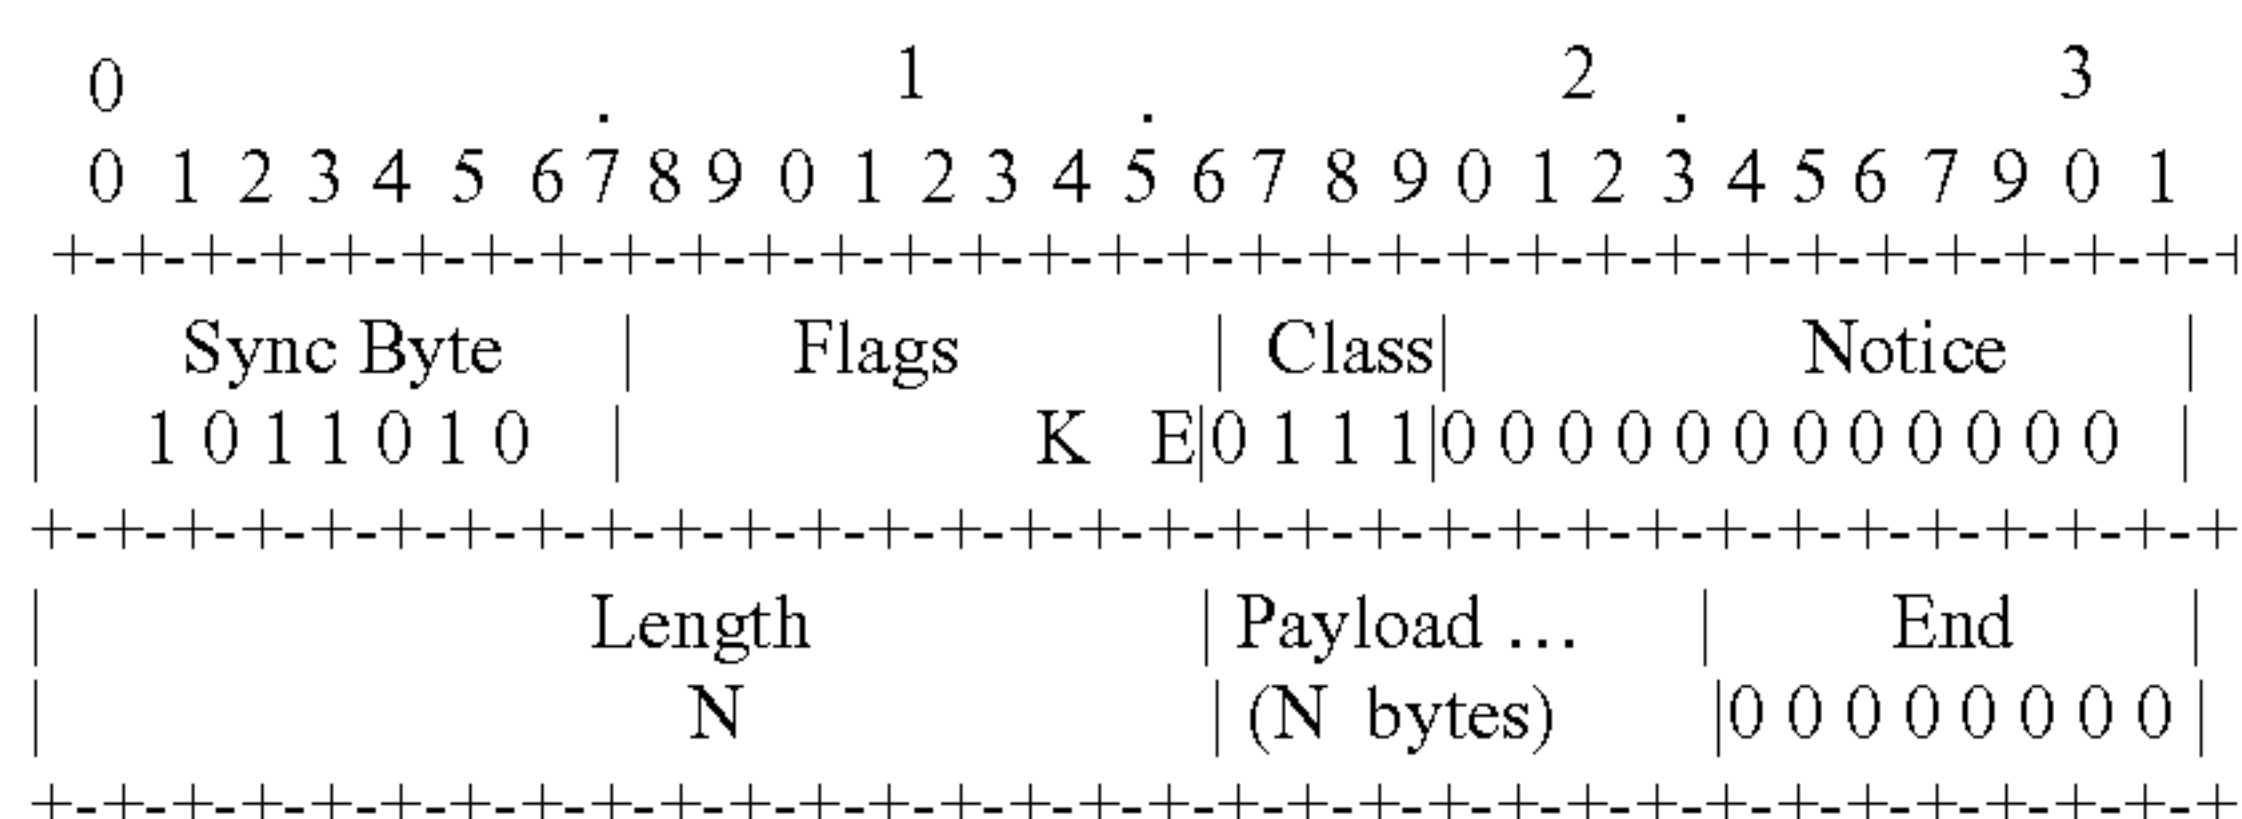 0 1 2 3
. . .
0 1 2 3 4 5 6 7 8 9 0 1 2 3 4 5 6 7 8 9 0 1 2 3 4 5 6 7 9 0 1
+-+-+-+-+-+-+-+-+-+-+-+-+-+-+-+-+-+-+-+-+-+-+-+-+-+-+-+-+-+-+-+-+
| Sync Byte | Flags | Class| Notice |
| 1 0 1 1 0 1 0 | K E|0 1 1 1|0 0 0 0 0 0 0 0 0 0 0 0 |
+-+-+-+-+-+-+-+-+-+-+-+-+-+-+-+-+-+-+-+-+-+-+-+-+-+-+-+-+-+-+-+-+
| Length | Payload ... | End |
| N | (N bytes) |0 0 0 0 0 0 0 0 |
+-+-+-+-+-+-+-+-+-+-+-+-+-+-+-+-+-+-+-+-+-+-+-+-+-+-+-+-+-+-+-+-+